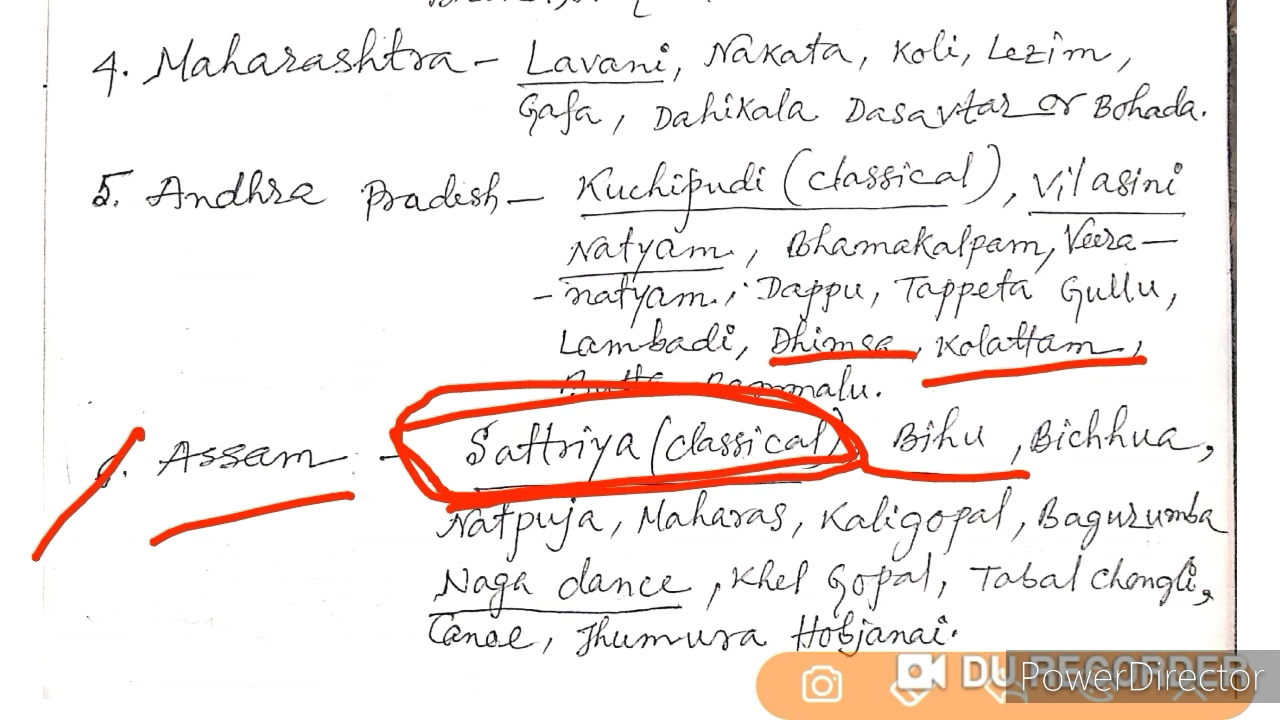 4. Maharashtra - Lavani, Nakata, Koli, Lezim,
Gafa, Dahikala Dasavtar or Bohada.
5. Andhra Pradesh - Kuchipudi (classical), Vilasini
Natyam, Bhamakalpam, Veera-
-natyam, Dappu, Tappeta Gullu,
Lambadi, Dhimsa, Kolattam,
Assam - Sattriya (classical) Bihu, Bichhua,
Natpuja, Maharas, Kaligopal, Bagurumba
Naga dance, Khel Gopal, Tabal Chongli,
Canoe, Jhumura Hobjanai.
DU RECORDER
PowerDirector